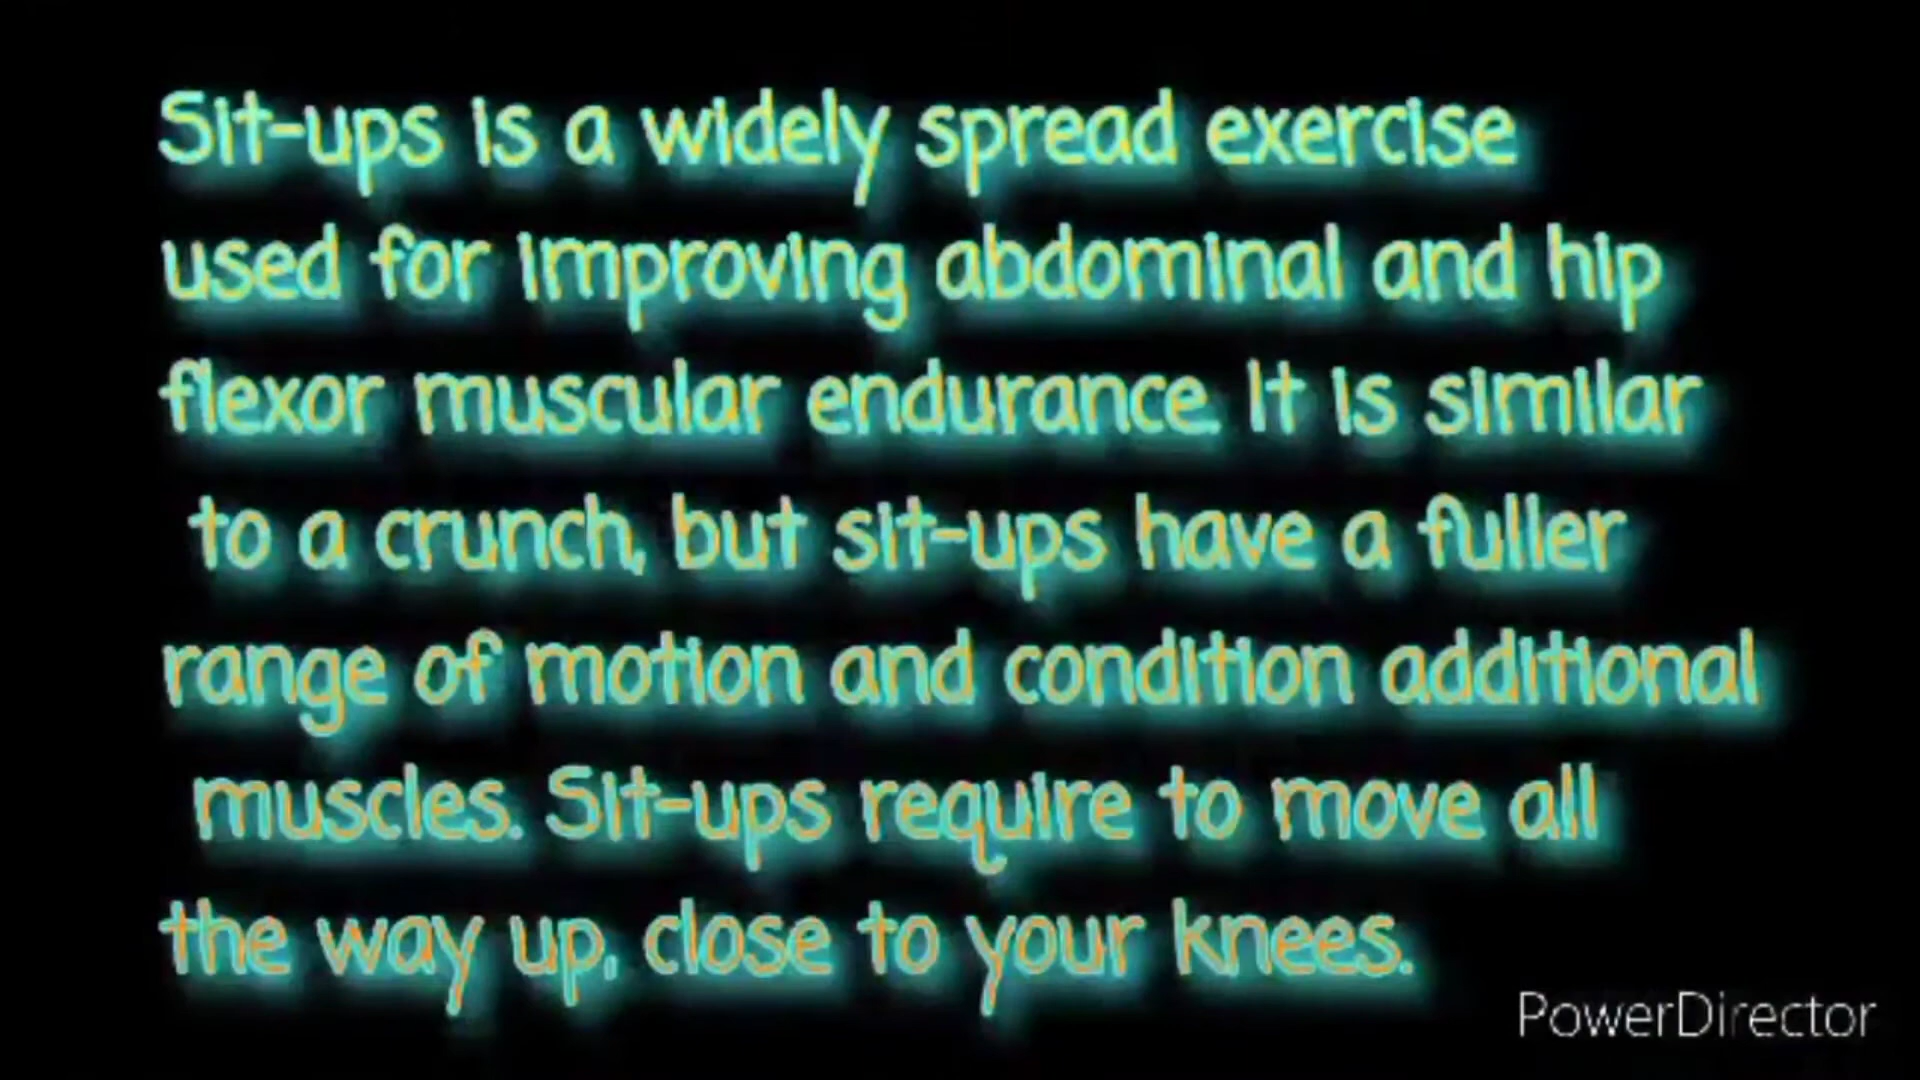 Sit-ups is a widely spread exercise
used for improving abdominal and hip
flexor muscular endurance. It is similar
to a crunch, but sit-ups have a fuller
range of motion and condition additional
muscles. Sit-ups require to move all
the way up, close to your knees.
PowerDirector